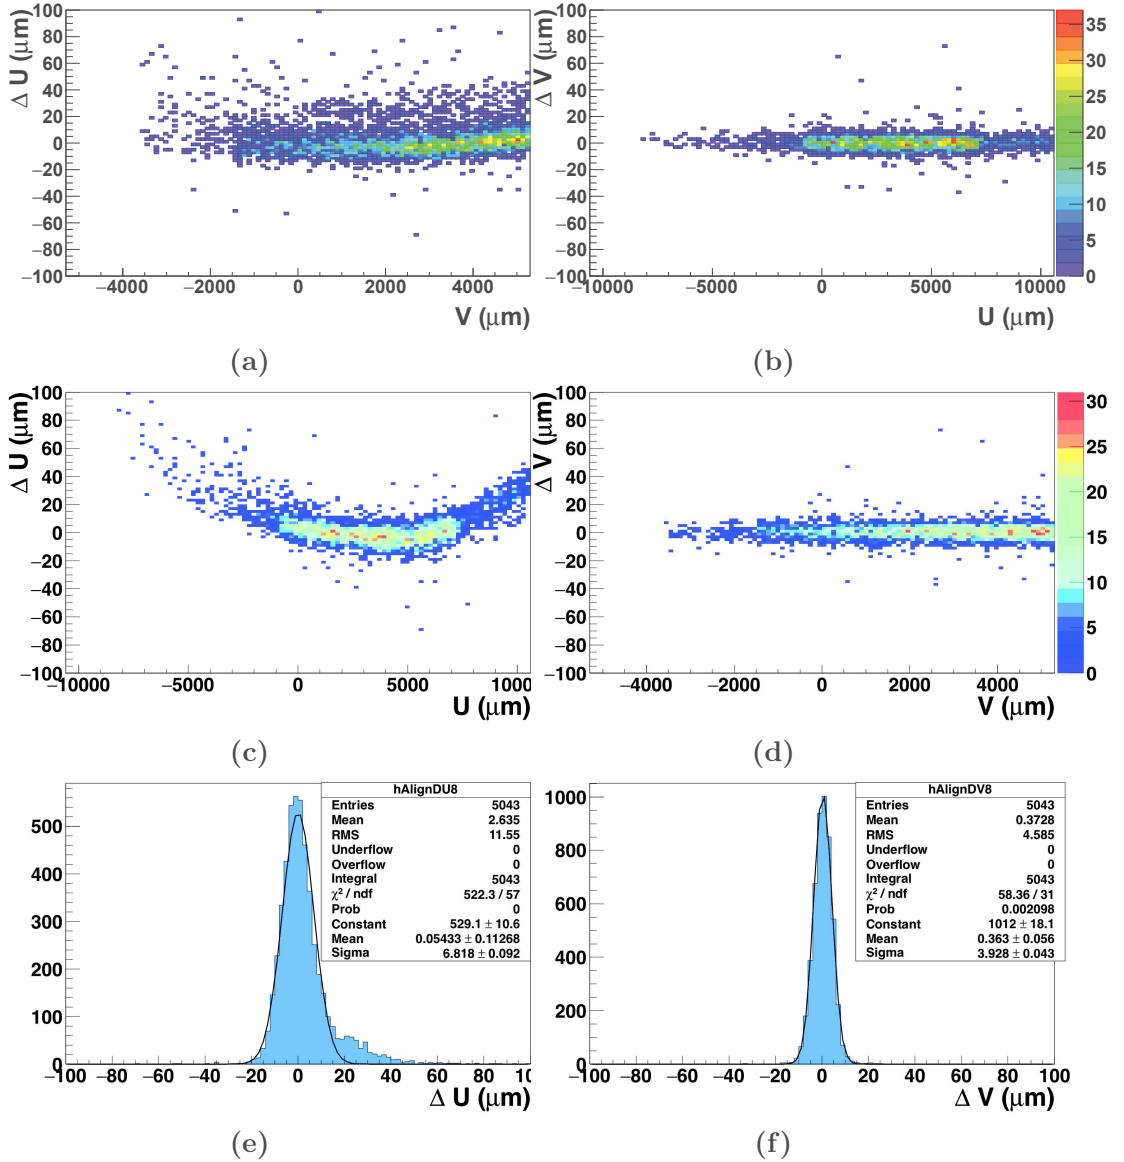 100
80
60
40
20
0
−20
−40
−60
−80
−100
Δ U (μm)
−4000
−2000
0
2000
4000
V (μm)
(a)
100
80
60
40
20
0
−20
−40
−60
−80
−100
Δ V (μm)
−10000
−5000
0
5000
10000
U (μm)
35
30
25
20
15
10
5
0
(b)
100
80
60
40
20
0
−20
−40
−60
−80
−100
Δ U (μm)
−10000
−5000
0
5000
1000
U (μm)
(c)
100
80
60
40
20
0
−20
−40
−60
−80
−100
Δ V (μm)
−4000
−2000
0
2000
4000
V (μm)
30
25
20
15
10
5
0
(d)
hAlignDU8
Entries 5043
Mean 2.635
RMS 11.55
Underflow 0
Overflow 0
Integral 5043
χ² / ndf 522.3 / 57
Prob 0
Constant 529.1 ± 10.6
Mean 0.05433 ± 0.11268
Sigma 6.818 ± 0.092
500
400
300
200
100
0
−100
−80
−60
−40
−20
0
20
40
60
80
10
Δ U (μm)
(e)
hAlignDV8
Entries 5043
Mean 0.3728
RMS 4.585
Underflow 0
Overflow 0
Integral 5043
χ² / ndf 58.36 / 31
Prob 0.002098
Constant 1012 ± 18.1
Mean 0.363 ± 0.056
Sigma 3.928 ± 0.043
1000
800
600
400
200
0
−100
−80
−60
−40
−20
0
20
40
60
80
100
Δ V (μm)
(f)